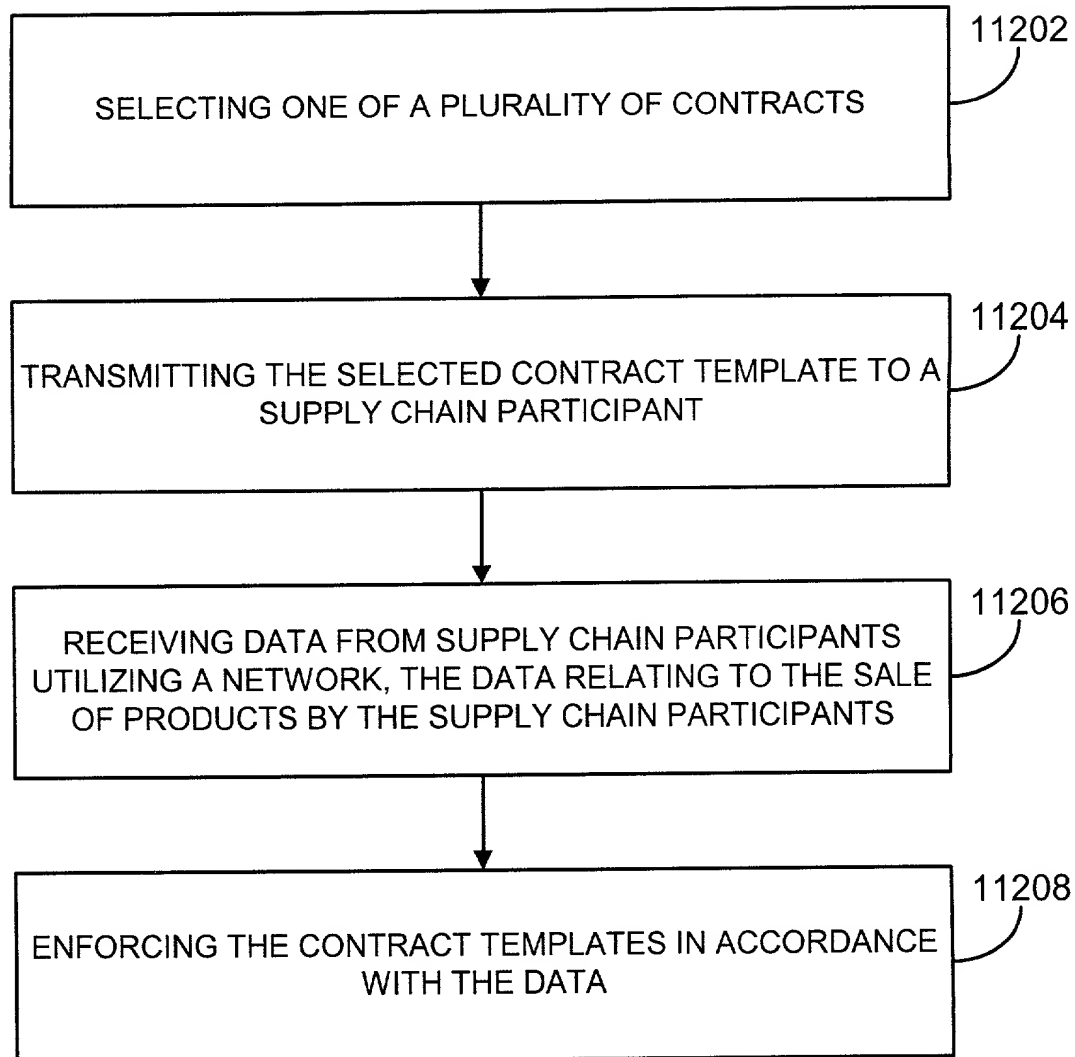 11202
SELECTING ONE OF A PLURALITY OF CONTRACTS
11204
TRANSMITTING THE SELECTED CONTRACT TEMPLATE TO A
SUPPLY CHAIN PARTICIPANT
11206
RECEIVING DATA FROM SUPPLY CHAIN PARTICIPANTS
UTILIZING A NETWORK, THE DATA RELATING TO THE SALE
OF PRODUCTS BY THE SUPPLY CHAIN PARTICIPANTS
11208
ENFORCING THE CONTRACT TEMPLATES IN ACCORDANCE
WITH THE DATA